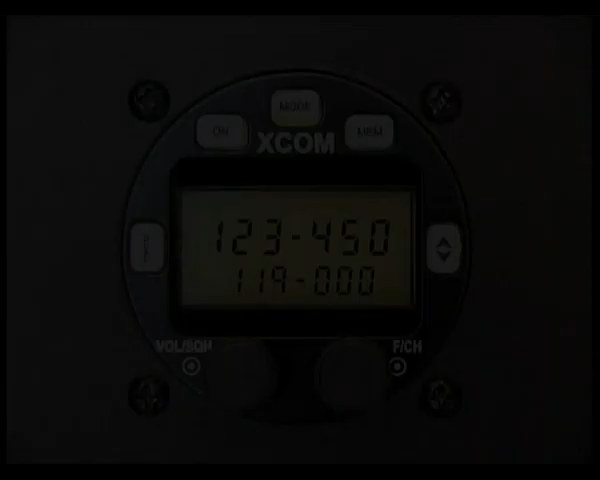 MODE
ON
MEM
XCOM
123-450
119-000
VOL/SQH
F/CH